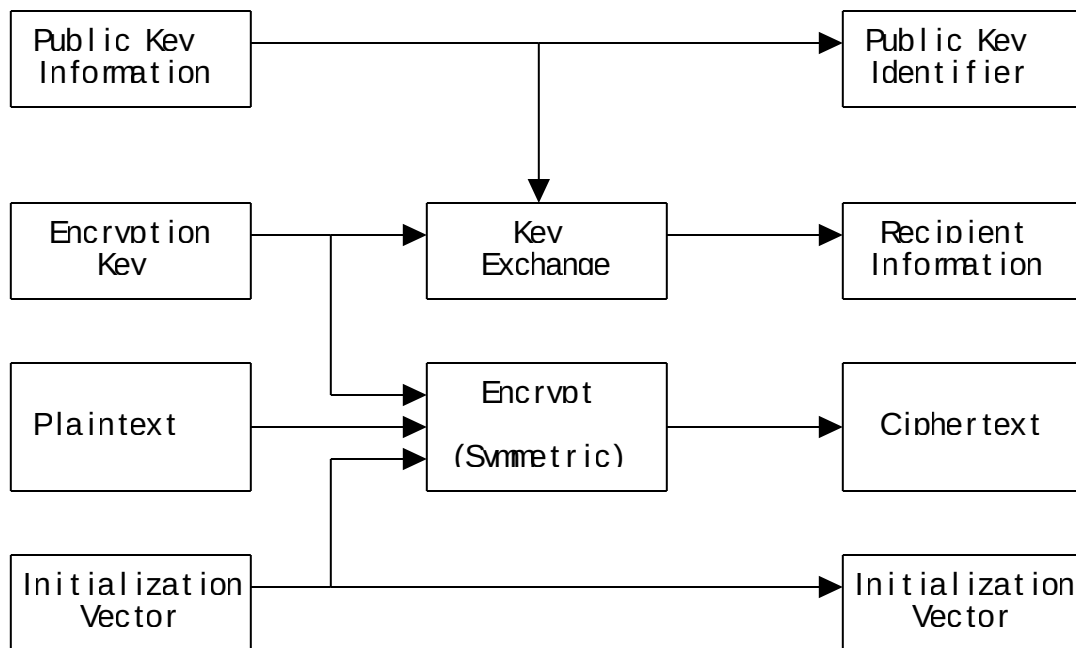 Public Key
Information
Public Key
Identifier
Encryption
Key
Key
Exchange
Recipient
Information
Plaintext
Encrypt
(Symmetric)
Ciphertext
Initialization
Vector
Initialization
Vector